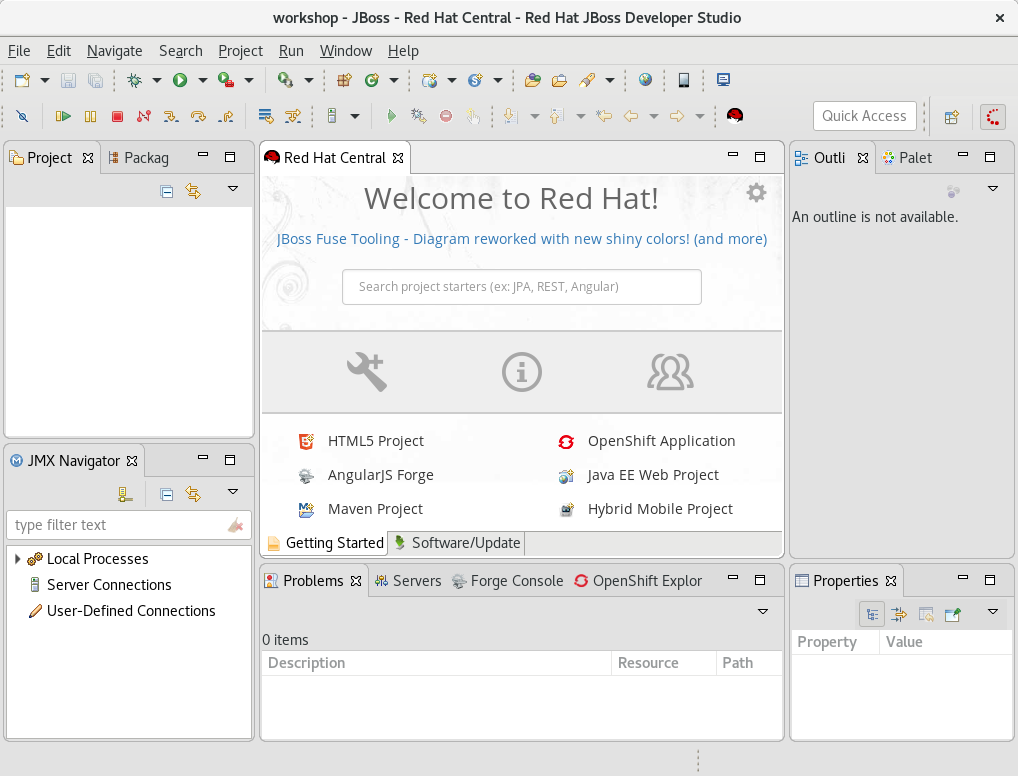 workshop - JBoss - Red Hat Central - Red Hat JBoss Developer Studio
File Edit Navigate Search Project Run Window Help
Quick Access
Project Packag
Red Hat Central
Outli Palet
Welcome to Red Hat!
JBoss Fuse Tooling - Diagram reworked with new shiny colors! (and more)
Search project starters (ex: JPA, REST, Angular)
An outline is not available.
HTML5 Project OpenShift Application
AngularJS Forge Java EE Web Project
Maven Project Hybrid Mobile Project
Getting Started Software/Update
JMX Navigator
type filter text
Local Processes
Server Connections
User-Defined Connections
Problems Servers Forge Console OpenShift Explor
0 items
Description Resource Path
Properties
Property Value